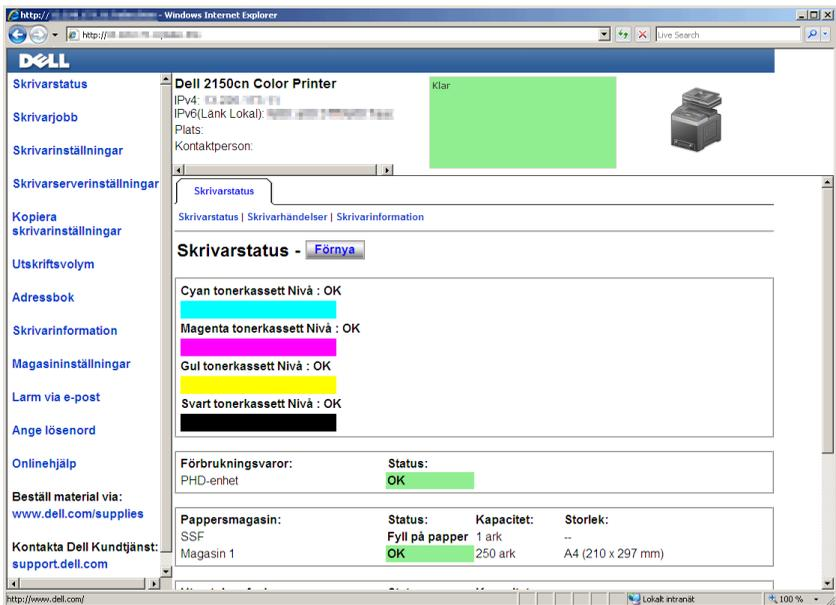 http:// - Windows Internet Explorer
http://
Live Search
DELL
Skrivarstatus
Skrivarjobb
Skrivarinställningar
Skrivarserverinställningar
Kopiera
skrivarinställningar
Utskriftsvolym
Adressbok
Skrivarinformation
Magasininställningar
Larm via e-post
Ange lösenord
Onlinehjälp
Beställ material via:
www.dell.com/supplies
Kontakta Dell Kundtjänst:
support.dell.com
Dell 2150cn Color Printer
IPv4:
IPv6(Länk Lokal):
Plats:
Kontaktperson:
Klar
Skrivarstatus
Skrivarstatus | Skrivarhändelser | Skrivarinformation
Skrivarstatus - Förnya
Cyan tonerkassett Nivå : OK
Magenta tonerkassett Nivå : OK
Gul tonerkassett Nivå : OK
Svart tonerkassett Nivå : OK
Förbrukningsvaror: Status:
PHD-enhet OK
Pappersmagasin: Status: Kapacitet: Storlek:
SSF Fyll på papper 1 ark --
Magasin 1 OK 250 ark A4 (210 x 297 mm)
http://www.dell.com/ Lokalt intranät 100 %